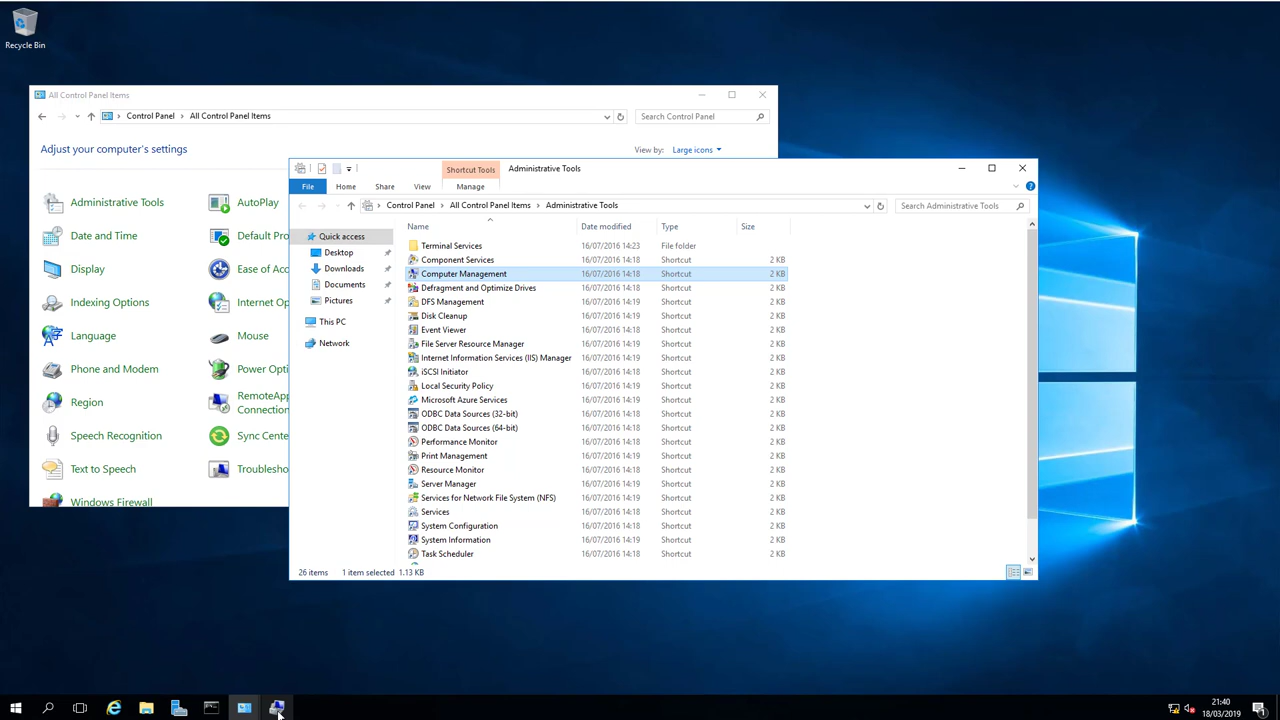 Recycle Bin
All Control Panel Items
Control Panel All Control Panel Items
Search Control Panel
Adjust your computer's settings
View by: Large icons
Administrative Tools
AutoPlay
Date and Time
Default Pro
Display
Ease of Acc
Indexing Options
Internet Op
Language
Mouse
Phone and Modem
Power Opti
Region
RemoteApp
Connection
Speech Recognition
Sync Cente
Text to Speech
Troublesho
Windows Firewall
Shortcut Tools
Administrative Tools
File Home Share View Manage
Control Panel All Control Panel Items Administrative Tools
Search Administrative Tools
Quick access
Desktop
Downloads
Documents
Pictures
This PC
Network
Name Date modified Type Size
Terminal Services 16/07/2016 14:23 File folder
Component Services 16/07/2016 14:18 Shortcut 2 KB
Computer Management 16/07/2016 14:18 Shortcut 2 KB
Defragment and Optimize Drives 16/07/2016 14:18 Shortcut 2 KB
DFS Management 16/07/2016 14:19 Shortcut 2 KB
Disk Cleanup 16/07/2016 14:19 Shortcut 2 KB
Event Viewer 16/07/2016 14:18 Shortcut 2 KB
File Server Resource Manager 16/07/2016 14:19 Shortcut 2 KB
Internet Information Services (IIS) Manager 16/07/2016 14:19 Shortcut 2 KB
iSCSI Initiator 16/07/2016 14:18 Shortcut 2 KB
Local Security Policy 16/07/2016 14:19 Shortcut 2 KB
Microsoft Azure Services 16/07/2016 14:19 Shortcut 2 KB
ODBC Data Sources (32-bit) 16/07/2016 14:18 Shortcut 2 KB
ODBC Data Sources (64-bit) 16/07/2016 14:18 Shortcut 2 KB
Performance Monitor 16/07/2016 14:18 Shortcut 2 KB
Print Management 16/07/2016 14:19 Shortcut 2 KB
Resource Monitor 16/07/2016 14:18 Shortcut 2 KB
Server Manager 16/07/2016 14:18 Shortcut 2 KB
Services for Network File System (NFS) 16/07/2016 14:19 Shortcut 2 KB
Services 16/07/2016 14:18 Shortcut 2 KB
System Configuration 16/07/2016 14:18 Shortcut 2 KB
System Information 16/07/2016 14:19 Shortcut 2 KB
Task Scheduler 16/07/2016 14:18 Shortcut 2 KB
26 items 1 item selected 1.13 KB
21:40
18/03/2019
1